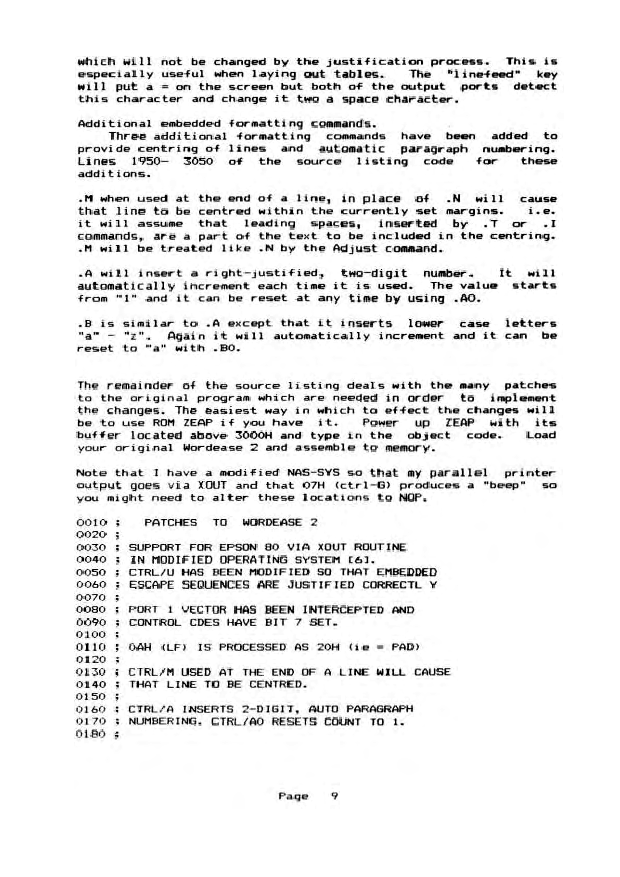 which will not be changed by the justification process. This is
especially useful when laying out tables. The "linefeed" key
will put a = on the screen but both of the output ports detect
this character and change it two a space character.
Additional embedded formatting commands.
Three additional formatting commands have been added to
provide centring of lines and automatic paragraph numbering.
Lines 1950- 3050 of the source listing code for these
additions.
.M when used at the end of a line, in place of .N will cause
that line to be centred within the currently set margins. i.e.
it will assume that leading spaces, inserted by .T or .I
commands, are a part of the text to be included in the centring.
.M will be treated like .N by the Adjust command.
.A will insert a right-justified, two-digit number. It will
automatically increment each time it is used. The value starts
from "1" and it can be reset at any time by using .A0.
.B is similar to .A except that it inserts lower case letters
"a" - "z". Again it will automatically increment and it can be
reset to "a" with .B0.
The remainder of the source listing deals with the many patches
to the original program which are needed in order to implement
the changes. The easiest way in which to effect the changes will
be to use ROM ZEAP if you have it. Power up ZEAP with its
buffer located above 3000H and type in the object code. Load
your original Wordease 2 and assemble to memory.
Note that I have a modified NAS-SYS so that my parallel printer
output goes via XOUT and that 07H (ctrl-G) produces a "beep" so
you might need to alter these locations to NOP.
0010 ; PATCHES TO WORDEASE 2
0020 ;
0030 ; SUPPORT FOR EPSON 80 VIA XOUT ROUTINE
0040 ; IN MODIFIED OPERATING SYSTEM [6].
0050 ; CTRL/U HAS BEEN MODIFIED SO THAT EMBEDDED
0060 ; ESCAPE SEQUENCES ARE JUSTIFIED CORRECTL Y
0070 ;
0080 ; PORT 1 VECTOR HAS BEEN INTERCEPTED AND
0090 ; CONTROL CDES HAVE BIT 7 SET.
0100 ;
0110 ; 0AH (LF) IS PROCESSED AS 20H (ie = PAD)
0120 ;
0130 ; CTRL/M USED AT THE END OF A LINE WILL CAUSE
0140 ; THAT LINE TO BE CENTRED.
0150 ;
0160 ; CTRL/A INSERTS 2-DIGIT, AUTO PARAGRAPH
0170 ; NUMBERING. CTRL/A0 RESETS COUNT TO 1.
0180 ;
Page 9